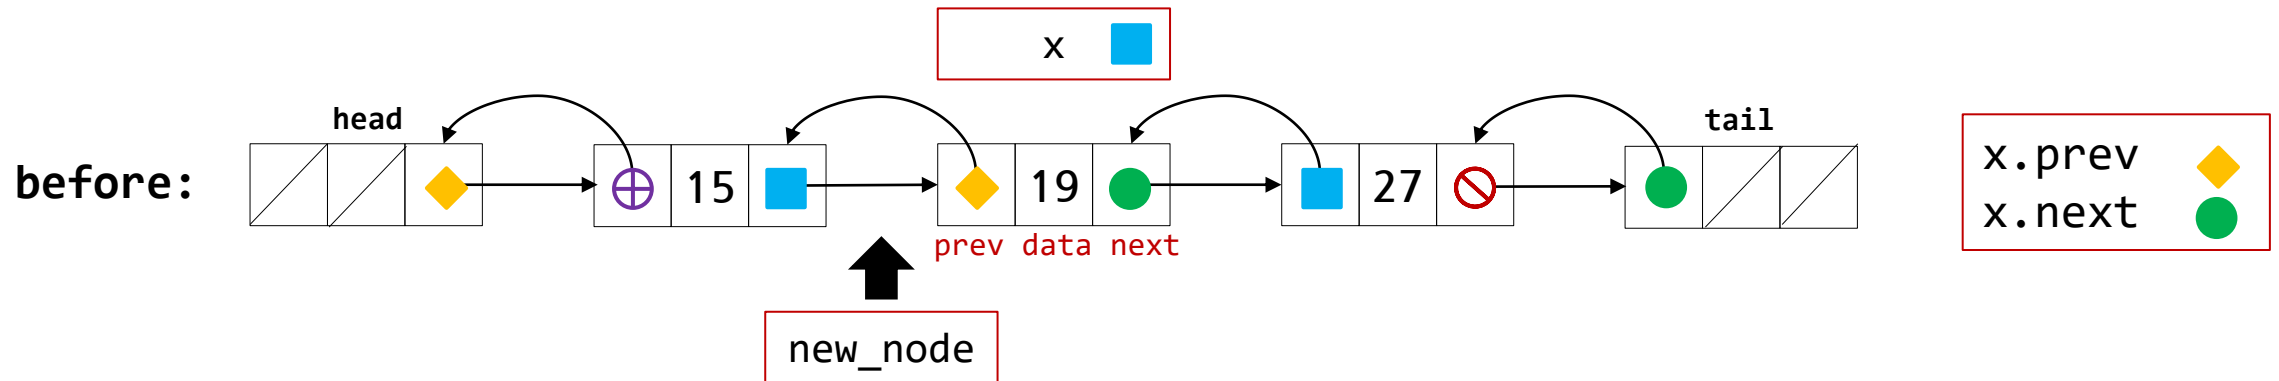 x
head
tail
before:
15
19
27
prev data next
x.prev
x.next
new_node